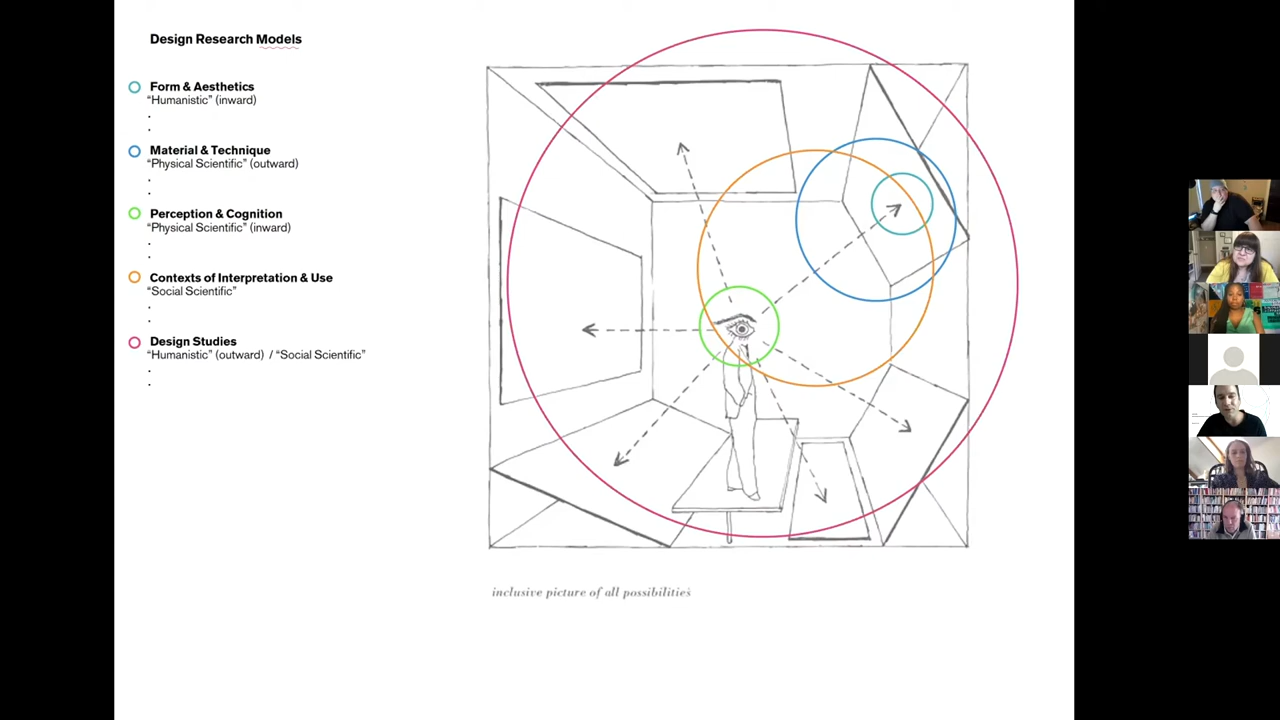 Design Research Models
Form & Aesthetics
“Humanistic” (inward)
.
.
Material & Technique
“Physical Scientific” (outward)
.
.
Perception & Cognition
“Physical Scientific” (inward)
.
.
Contexts of Interpretation & Use
“Social Scientific”
.
.
Design Studies
“Humanistic” (outward) / “Social Scientific”
.
.
inclusive picture of all possibilities